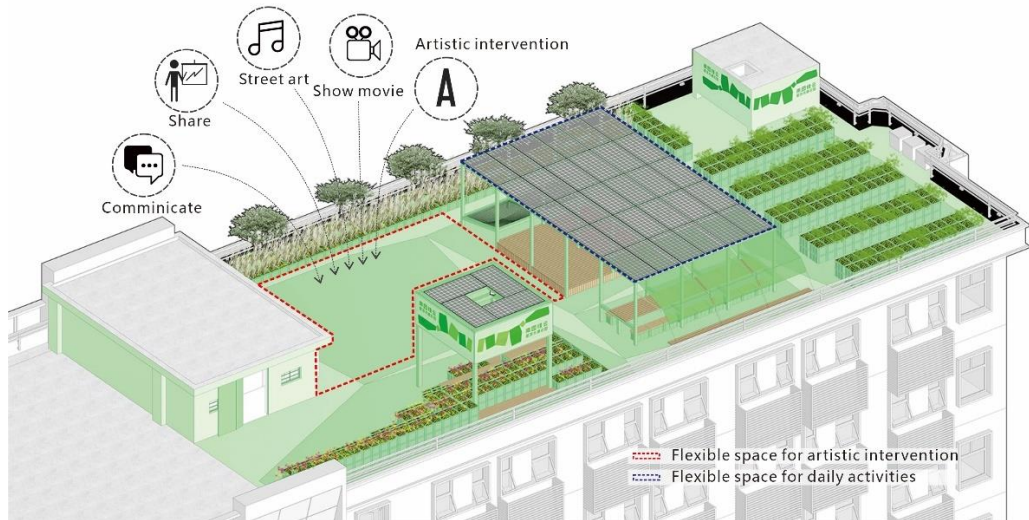 Artistic intervention
A
Street art
Show movie
Share
Comminicate
Flexible space for artistic intervention
Flexible space for daily activities